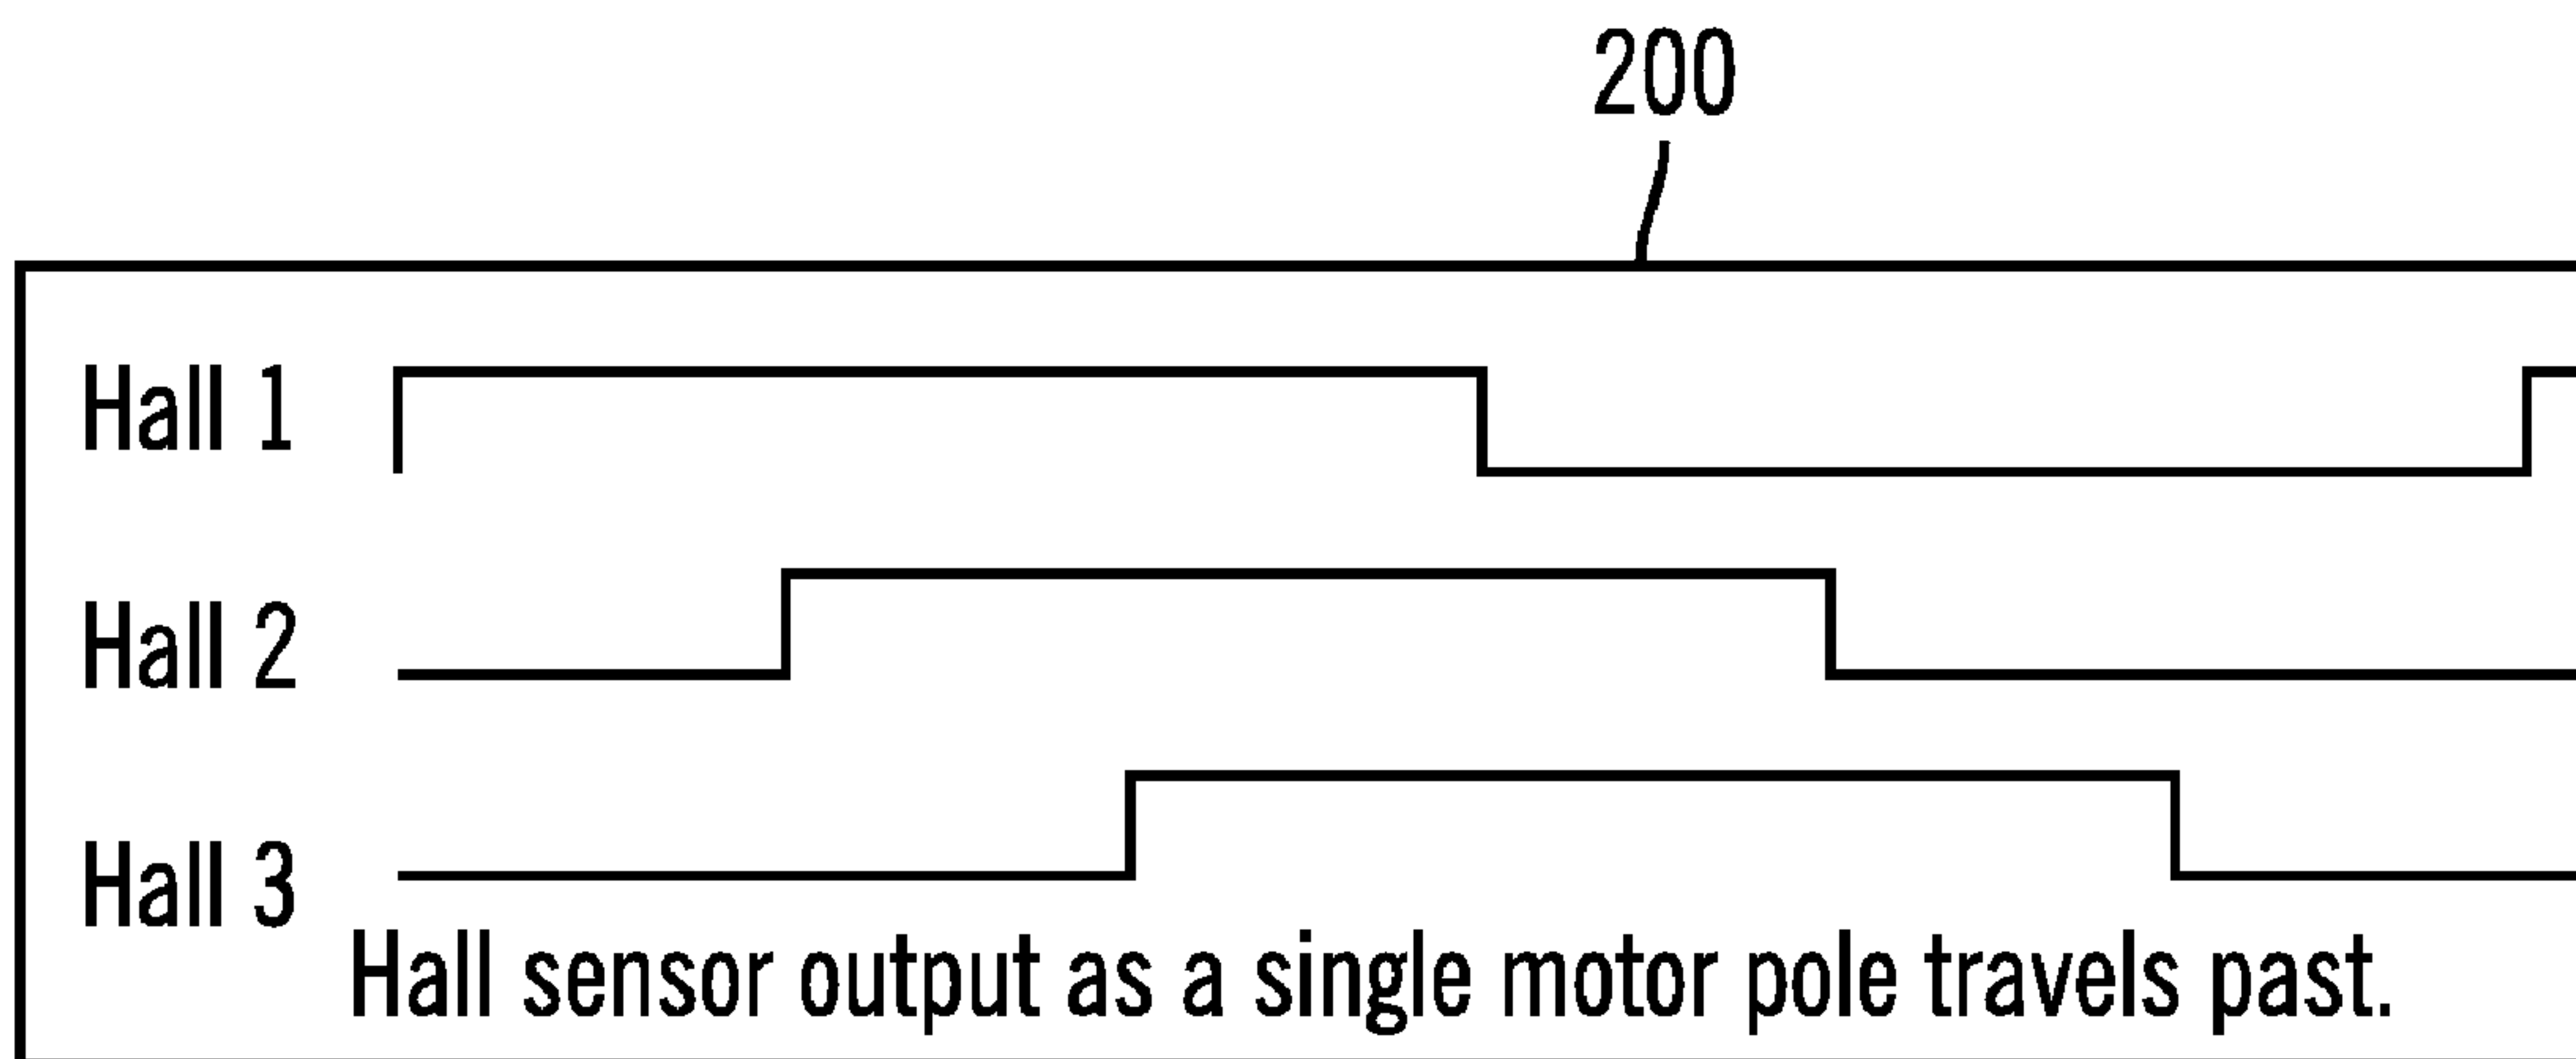 200
Hall 1
Hall 2
Hall 3
Hall sensor output as a single motor pole travels past.